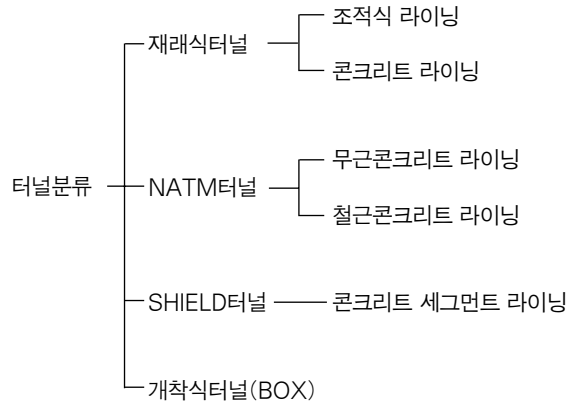 조적식 라이닝
재래식터널
콘크리트 라이닝
무근콘크리트 라이닝
터널분류
NATM터널
철근콘크리트 라이닝
SHIELD터널
콘크리트 세그먼트 라이닝
개착식터널(BOX)